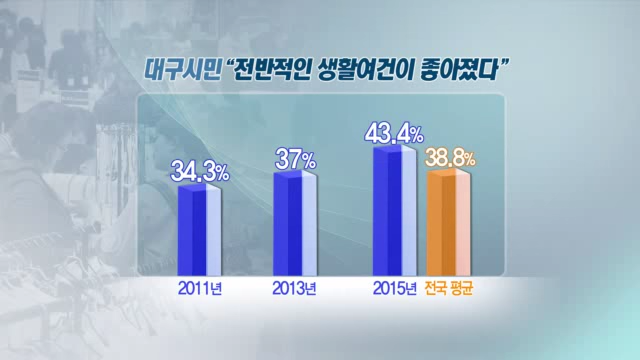 대구시민 “전반적인 생활여건이 좋아졌다”
34.3%
37%
43.4%
38.8%
2011년
2013년
2015년
전국 평균